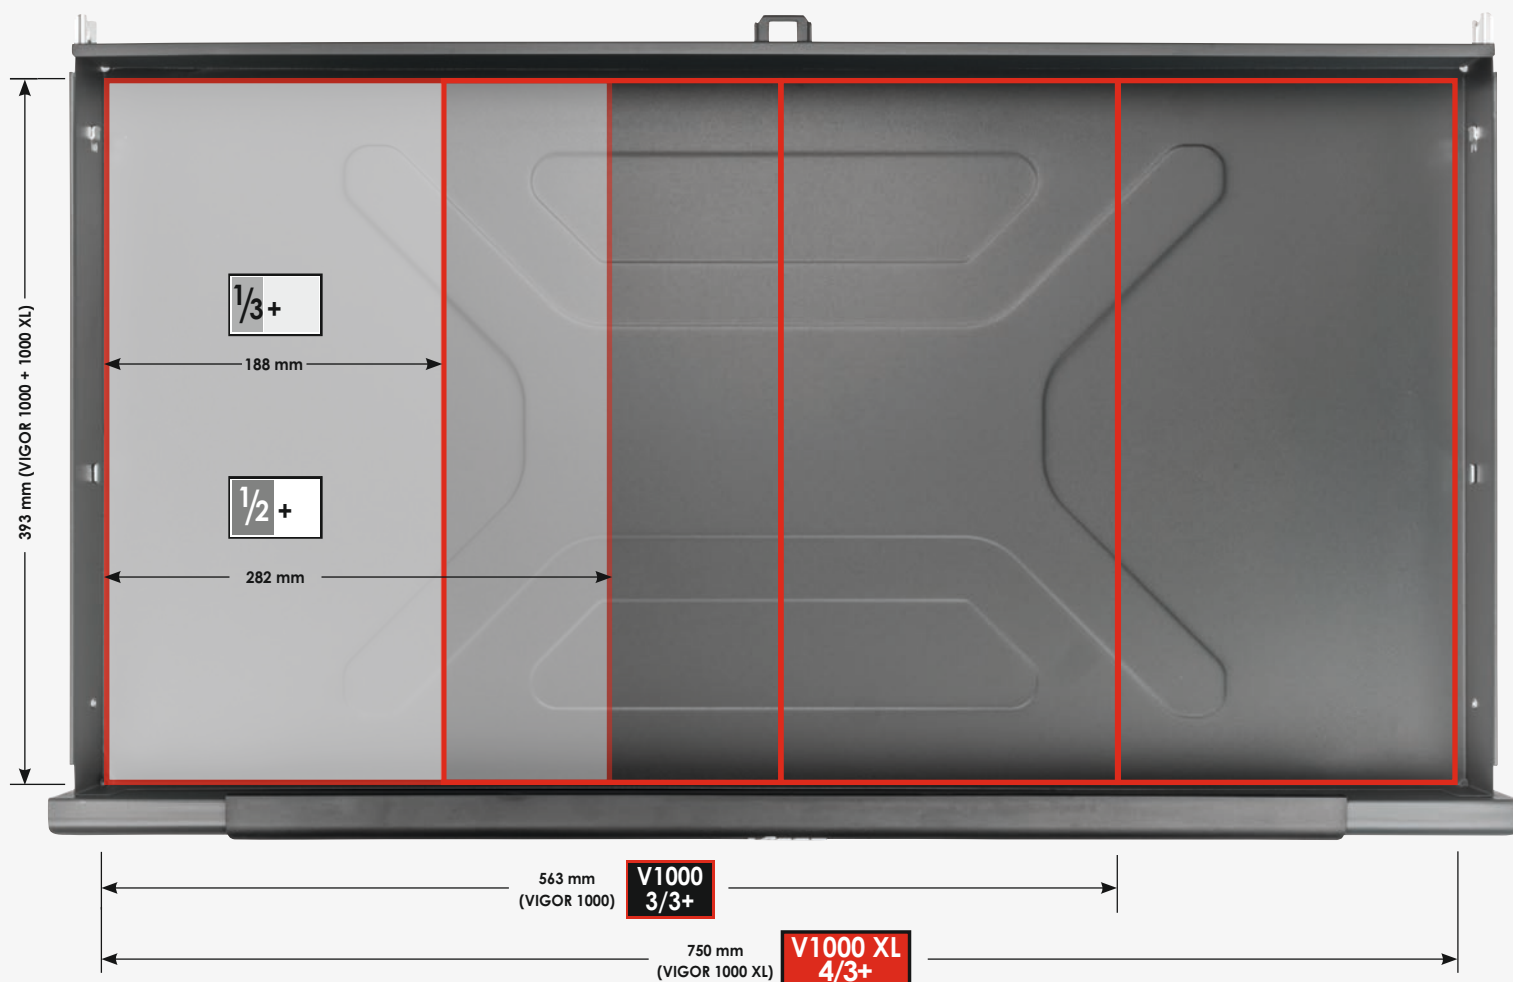 1/3 +
188 mm
393 mm (VIGOR 1000 + 1000 XL)
1/2 +
282 mm
563 mm
(VIGOR 1000)
V1000
3/3+
750 mm
(VIGOR 1000 XL)
V1000 XL
4/3+